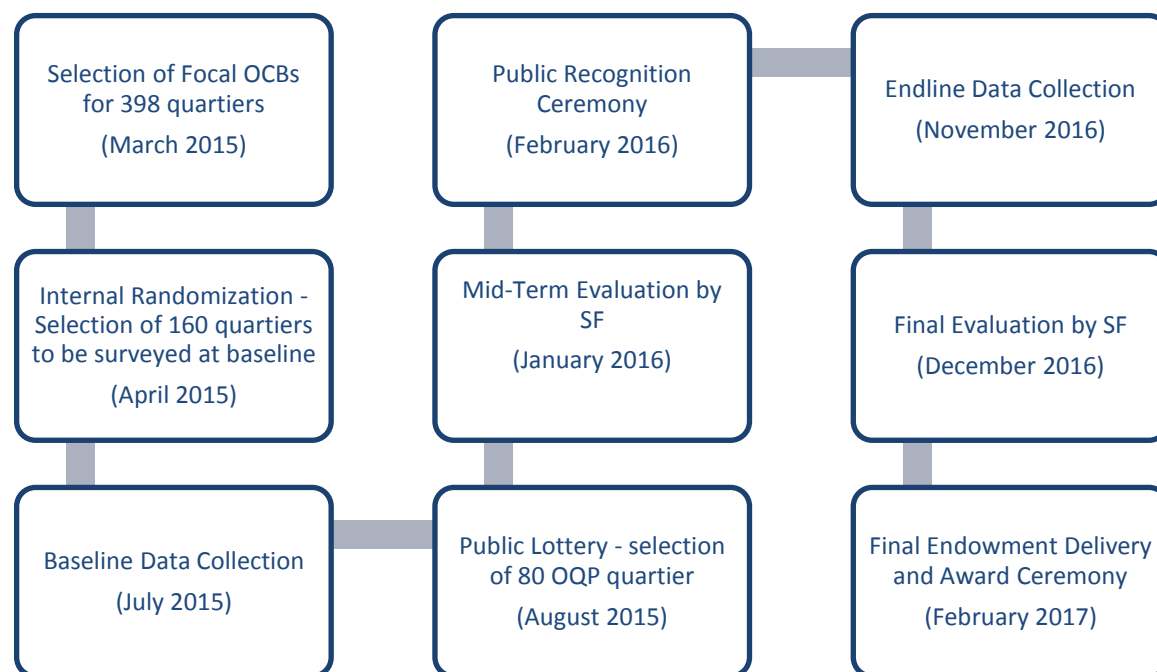 Selection of Focal OCBs
for 398 quartiers
(March 2015)
Internal Randomization -
Selection of 160 quartiers
to be surveyed at baseline
(April 2015)
Baseline Data Collection
(July 2015)
Public Lottery - selection
of 80 OQP quartier
(August 2015)
Mid-Term Evaluation by
SF
(January 2016)
Public Recognition
Ceremony
(February 2016)
Endline Data Collection
(November 2016)
Final Evaluation by SF
(December 2016)
Final Endowment Delivery
and Award Ceremony
(February 2017)